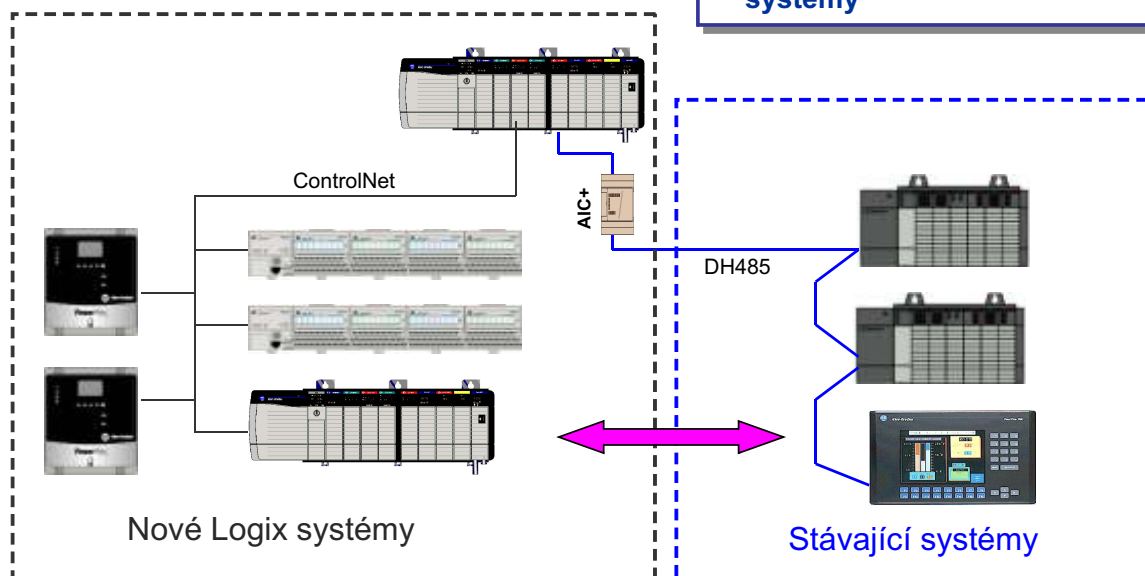 systémy
ControlNet
AIC+
DH485
Nové Logix systémy
Stávající systémy